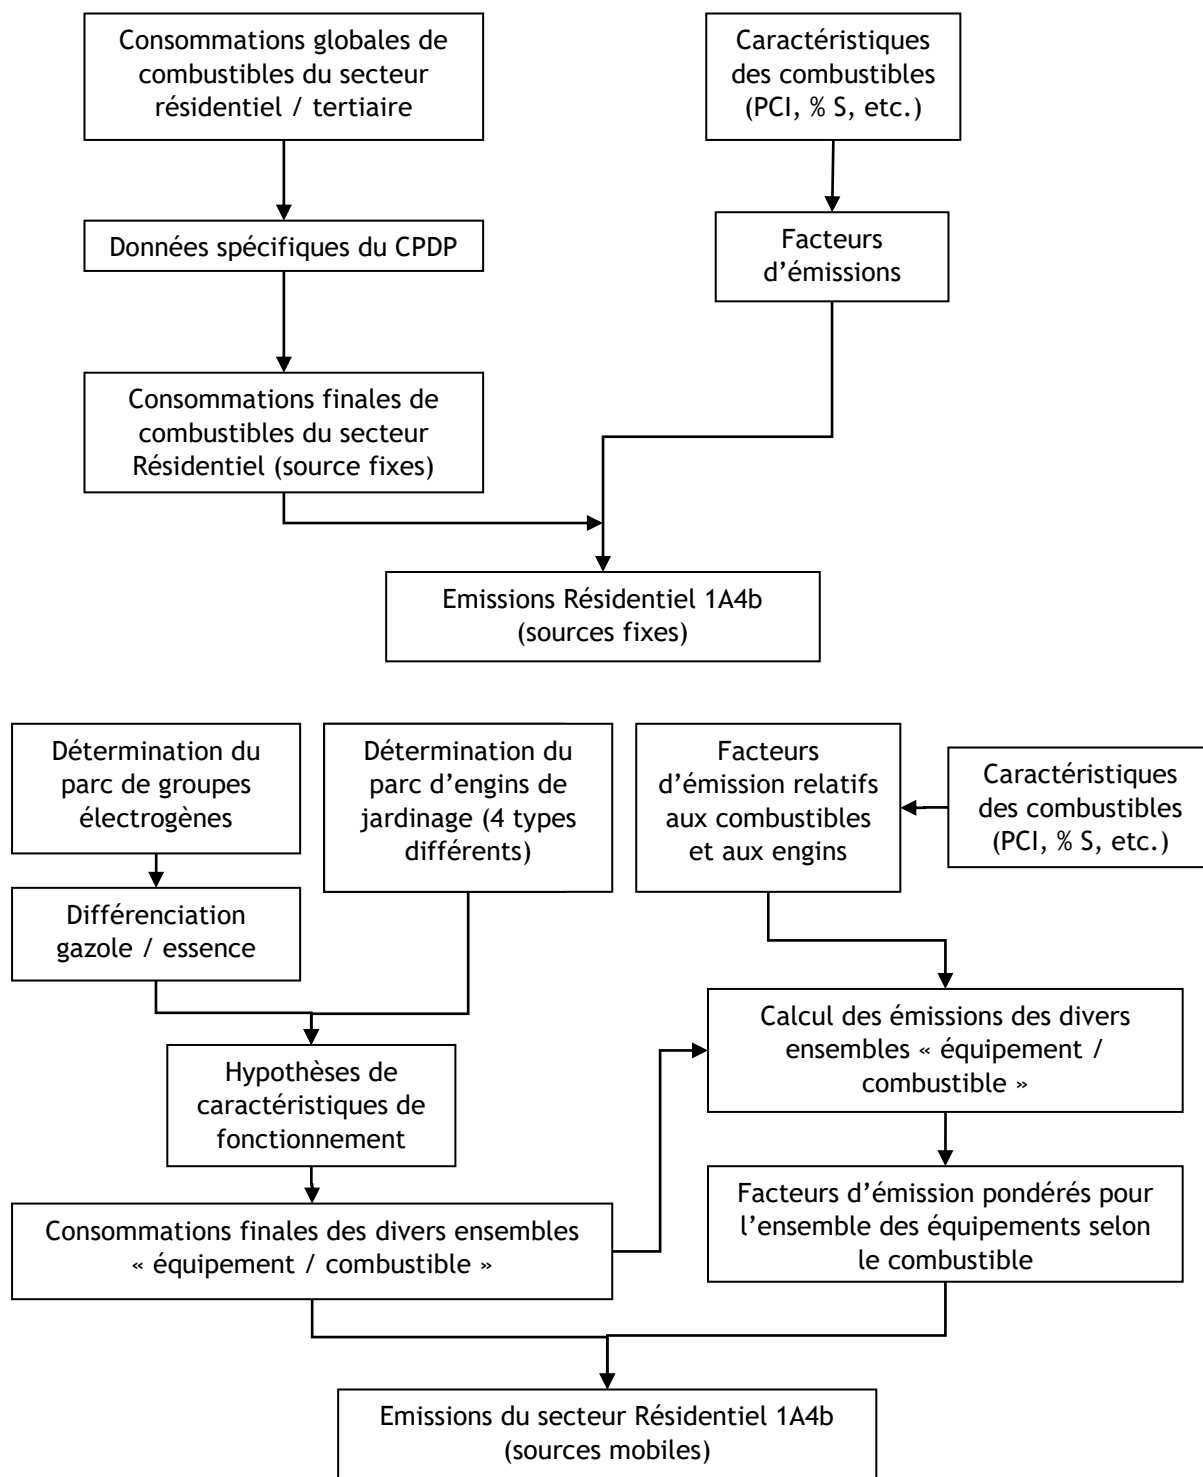 Consommations globales de
combustibles du secteur
résidentiel / tertiaire
Caractéristiques
des combustibles
(PCI, % S, etc.)
Données spécifiques du CPDP
Facteurs
d’émissions
Consommations finales de
combustibles du secteur
Résidentiel (source fixes)
Emissions Résidentiel 1A4b
(sources fixes)
Détermination du
parc de groupes
électrogènes
Détermination du
parc d’engins de
jardinage (4 types
différents)
Facteurs
d’émission relatifs
aux combustibles
et aux engins
Caractéristiques
des combustibles
(PCI, % S, etc.)
Différenciation
gazole / essence
Hypothèses de
caractéristiques de
fonctionnement
Calcul des émissions des divers
ensembles « équipement /
combustible »
Consommations finales des divers ensembles
« équipement / combustible »
Facteurs d’émission pondérés pour
l’ensemble des équipements selon
le combustible
Emissions du secteur Résidentiel 1A4b
(sources mobiles)